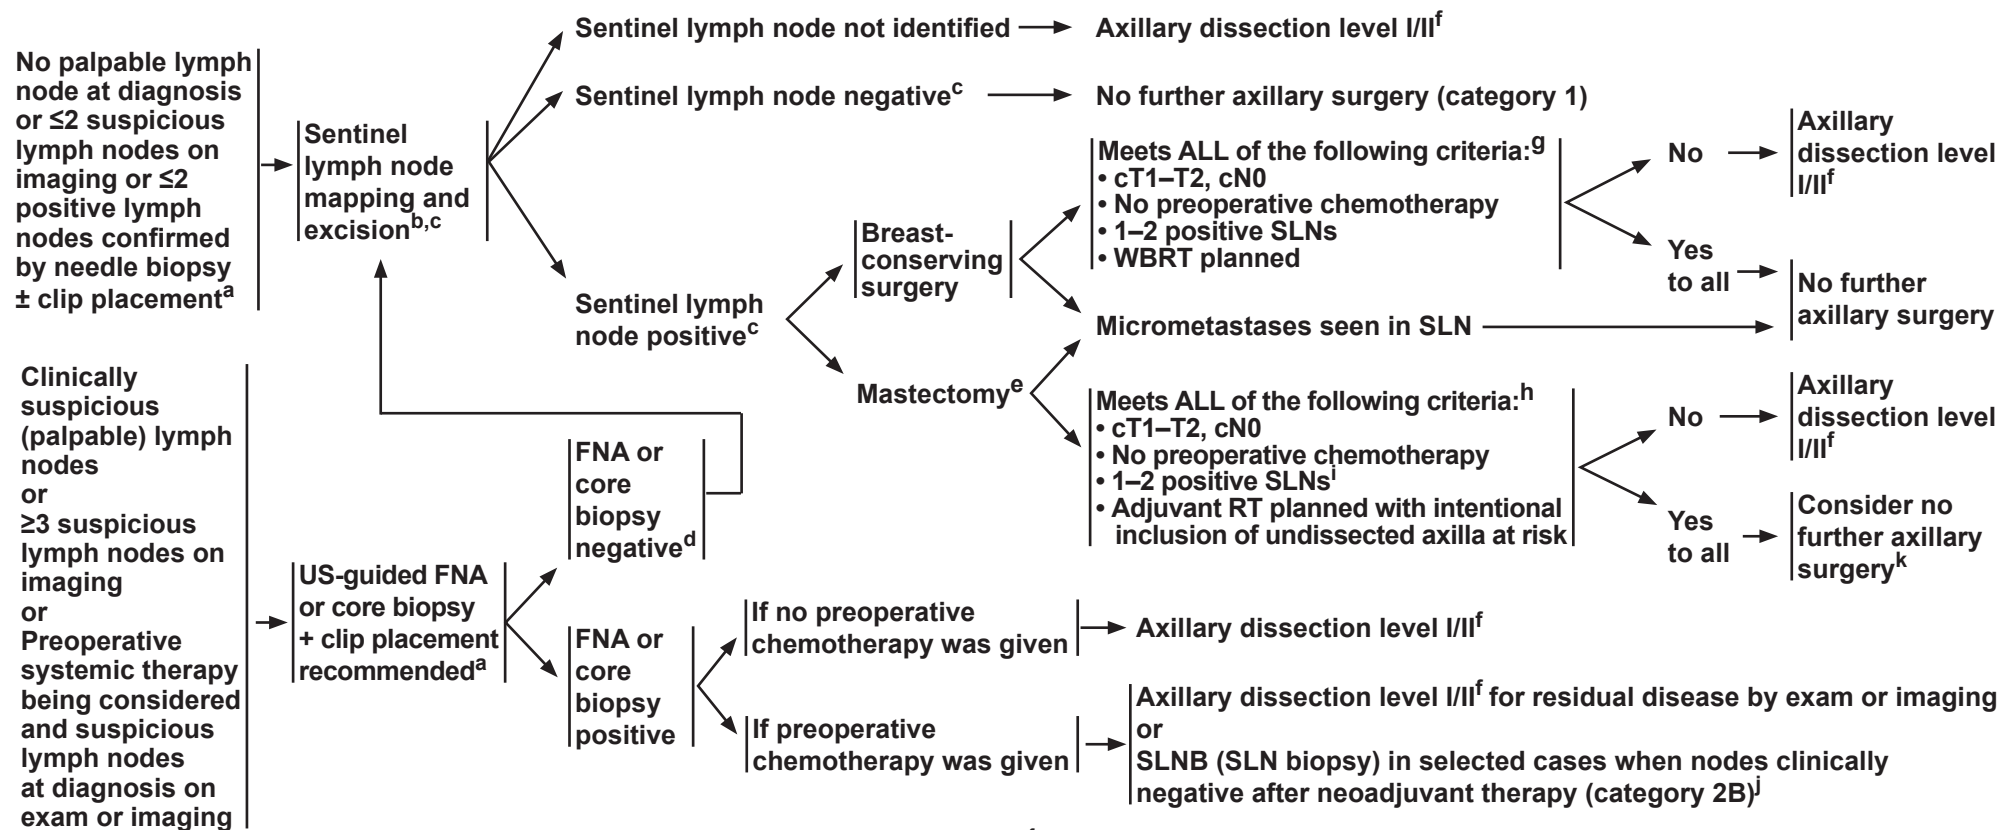 No palpable lymph
node at diagnosis
or ≤2 suspicious
lymph nodes on
imaging or ≤2
positive lymph
nodes confirmed
by needle biopsy
± clip placementᵃ
Sentinel
lymph node
mapping and
excisionᵇ,ᶜ
Sentinel lymph node not identified
Axillary dissection level I/IIᶠ
Sentinel lymph node negativeᶜ
No further axillary surgery (category 1)
Sentinel lymph
node positiveᶜ
Breast-
conserving
surgery
Meets ALL of the following criteria:ᵍ
• cT1–T2, cN0
• No preoperative chemotherapy
• 1–2 positive SLNs
• WBRT planned
No
Axillary
dissection level
I/IIᶠ
Yes
to all
No further
axillary surgery
Micrometastases seen in SLN
Mastectomyᵉ
Meets ALL of the following criteria:ʰ
• cT1–T2, cN0
• No preoperative chemotherapy
• 1–2 positive SLNsⁱ
• Adjuvant RT planned with intentional
inclusion of undissected axilla at risk
No
Axillary
dissection level
I/IIᶠ
Yes
to all
Consider no
further axillary
surgeryᵏ
Clinically
suspicious
(palpable) lymph
nodes
or
≥3 suspicious
lymph nodes on
imaging
or
Preoperative
systemic therapy
being considered
and suspicious
lymph nodes
at diagnosis on
exam or imaging
US-guided FNA
or core biopsy
+ clip placement
recommendedᵃ
FNA or
core
biopsy
negativeᵈ
FNA or
core
biopsy
positive
If no preoperative
chemotherapy was given
Axillary dissection level I/IIᶠ
If preoperative
chemotherapy was given
Axillary dissection level I/IIᶠ for residual disease by exam or imaging
or
SLNB (SLN biopsy) in selected cases when nodes clinically
negative after neoadjuvant therapy (category 2B)ʲ